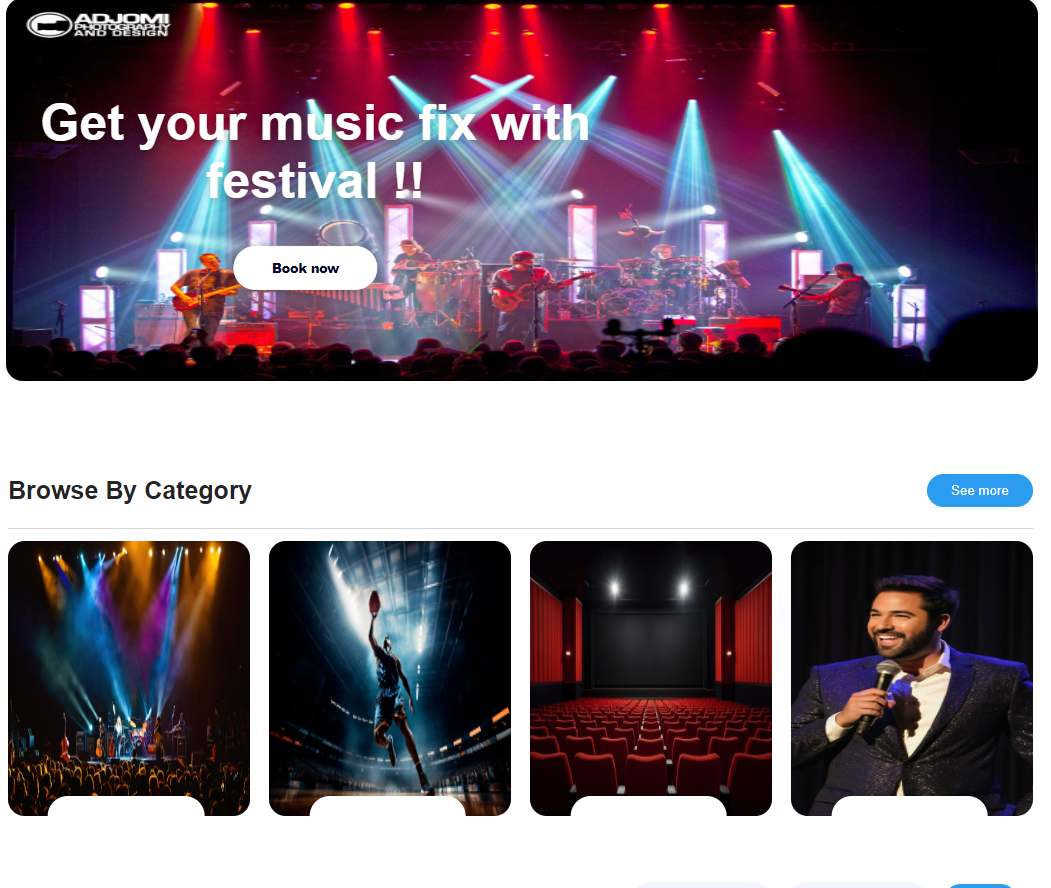 ADJOMI
PHOTOGRAPHY
AND DESIGN
Get your music fix with
festival !!
Book now
Browse By Category
See more